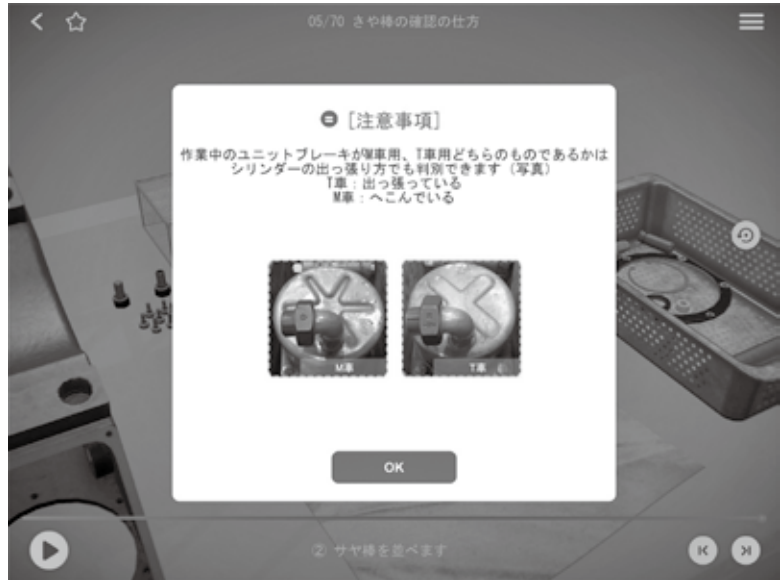 05/70 さや棒の確認の仕方
[注意事項]
作業中のユニットブレーキがM車用、T車用どちらのものであるかは
シリンダーの出っ張り方でも判別できます（写真）
T車：出っ張っている
M車：へこんでいる
M車
T車
OK
② サヤ棒を並べます